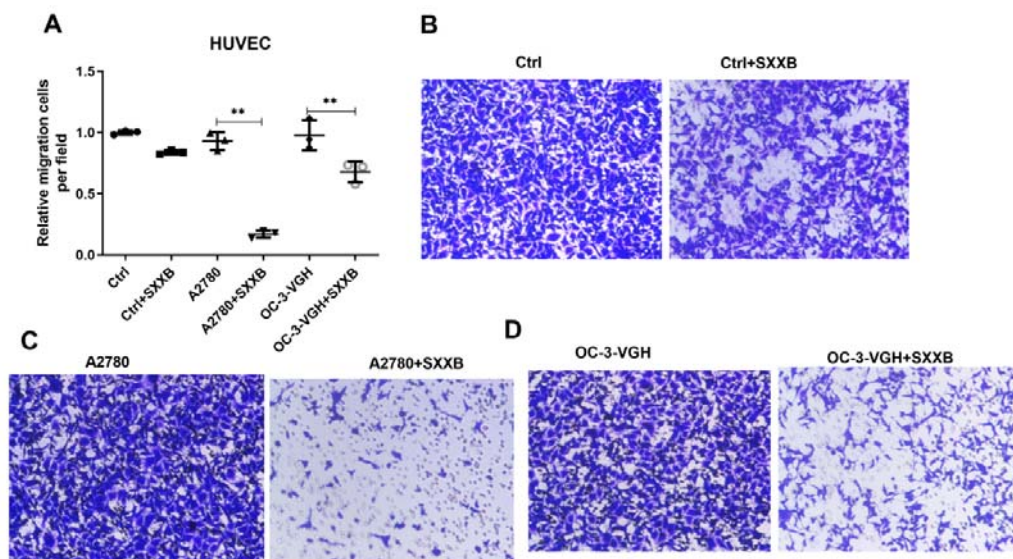 A
HUVEC
Relative migration cells
per field
1.5
1.0
0.5
0.0
**
**
Ctrl
Ctrl+SXXB
A2780
A2780+SXXB
OC-3-VGH
OC-3-VGH+SXXB
B
Ctrl
Ctrl+SXXB
C
A2780
A2780+SXXB
D
OC-3-VGH
OC-3-VGH+SXXB